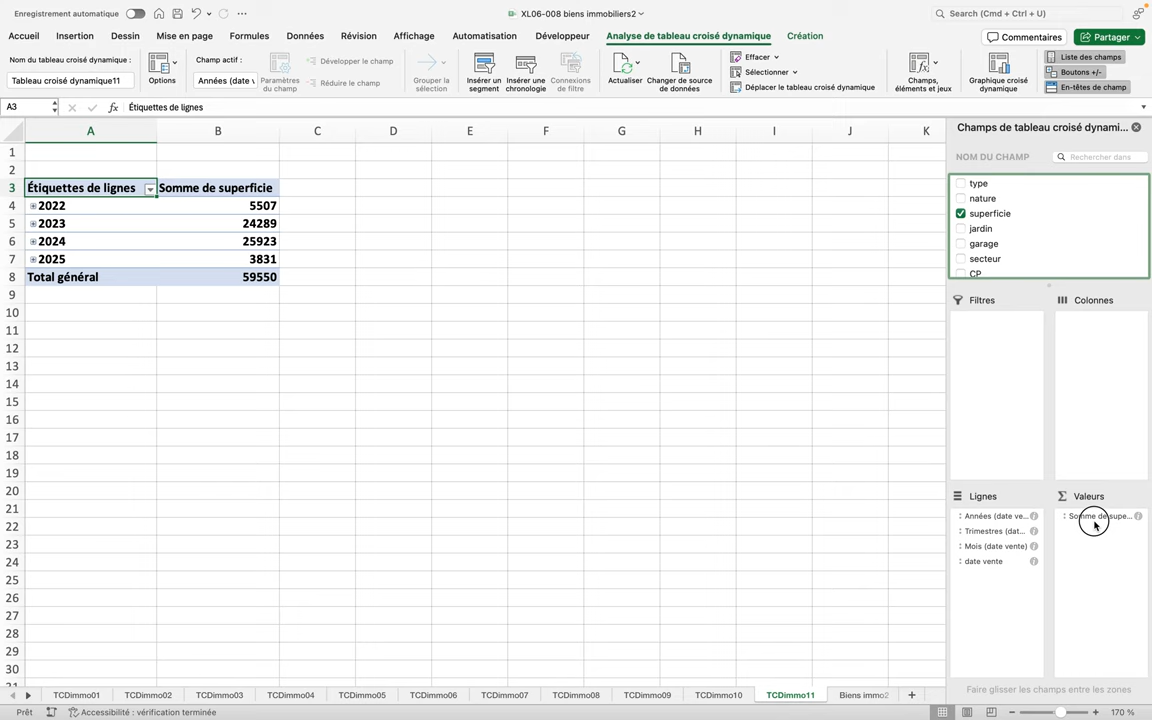 Enregistrement automatique
XL06-008 biens immobiliers2
Search (Cmd + Ctrl + U)
Accueil Insertion Dessin Mise en page Formules Données Révision Affichage Automatisation Développeur Analyse de tableau croisé dynamique Création
Commentaires Partager
Nom du tableau croisé dynamique :
Tableau croisé dynamique11
Options
Champ actif :
Années (date v
Paramètres du champ
Développer le champ
Réduire le champ
Grouper la sélection
Insérer un segment
Insérer une chronologie
Connexions de filtre
Actualiser
Changer de source de données
Effacer
Sélectionner
Déplacer le tableau croisé dynamique
Champs, éléments et jeux
Graphique croisé dynamique
Liste des champs
Boutons +/-
En-têtes de champ
A3
fx Étiquettes de lignes
A B C D E F G H I J K
1
2
3 Étiquettes de lignes Somme de superficie
4 2022 5507
5 2023 24289
6 2024 25923
7 2025 3831
8 Total général 59550
9
10
11
12
13
14
15
16
17
18
19
20
21
22
23
24
25
26
27
28
29
30
Champs de tableau croisé dynami...
NOM DU CHAMP
Rechercher dans
type
nature
superficie
jardin
garage
secteur
CP
Filtres
Colonnes
Lignes
Années (date ve...
Trimestres (dat...
Mois (date vente)
date vente
Valeurs
Somme de supe...
Faire glisser les champs entre les zones
TCDimmo01 TCDimmo02 TCDimmo03 TCDimmo04 TCDimmo05 TCDimmo06 TCDimmo07 TCDimmo08 TCDimmo09 TCDimmo10 TCDimmo11 Biens immo2
Prêt
Accessibilité : vérification terminée
170 %